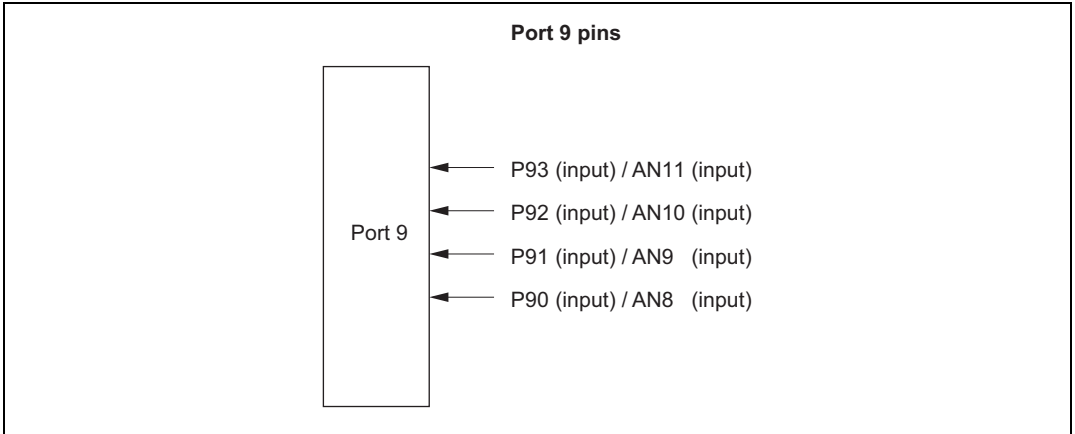 Port 9 pins
P93 (input) / AN11 (input)
P92 (input) / AN10 (input)
Port 9
P91 (input) / AN9 (input)
P90 (input) / AN8 (input)